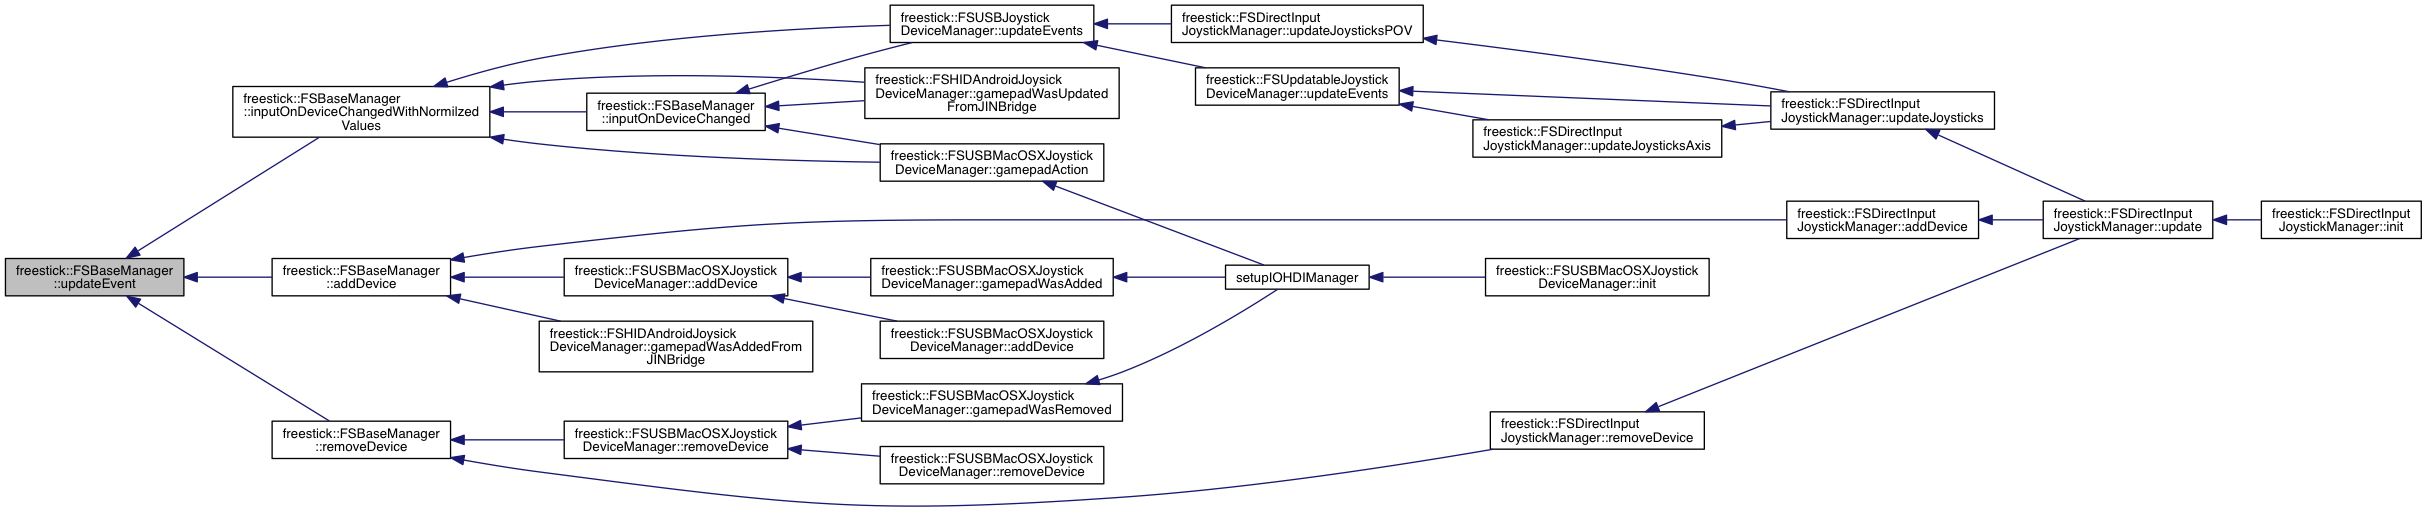 freestick::FSBaseManager
::updateEvent
freestick::FSBaseManager
::inputOnDeviceChangedWithNormilzed
Values
freestick::FSBaseManager
::addDevice
freestick::FSBaseManager
::removeDevice
freestick::FSBaseManager
::inputOnDeviceChanged
freestick::FSUSBMacOSXJoystick
DeviceManager::addDevice
freestick::FSHIDAndroidJoysick
DeviceManager::gamepadWasAddedFrom
JINBridge
freestick::FSUSBMacOSXJoystick
DeviceManager::removeDevice
freestick::FSUSBJoystick
DeviceManager::updateEvents
freestick::FSHIDAndroidJoysick
DeviceManager::gamepadWasUpdated
FromJINBridge
freestick::FSUSBMacOSXJoystick
DeviceManager::gamepadAction
freestick::FSUSBMacOSXJoystick
DeviceManager::gamepadWasAdded
freestick::FSUSBMacOSXJoystick
DeviceManager::addDevice
freestick::FSUSBMacOSXJoystick
DeviceManager::gamepadWasRemoved
freestick::FSUSBMacOSXJoystick
DeviceManager::removeDevice
freestick::FSDirectInput
JoystickManager::updateJoysticksPOV
freestick::FSUpdatableJoystick
DeviceManager::updateEvents
setupIOHDIManager
freestick::FSDirectInput
JoystickManager::updateJoysticksAxis
freestick::FSUSBMacOSXJoystick
DeviceManager::init
freestick::FSDirectInput
JoystickManager::removeDevice
freestick::FSDirectInput
JoystickManager::updateJoysticks
freestick::FSDirectInput
JoystickManager::addDevice
freestick::FSDirectInput
JoystickManager::update
freestick::FSDirectInput
JoystickManager::init